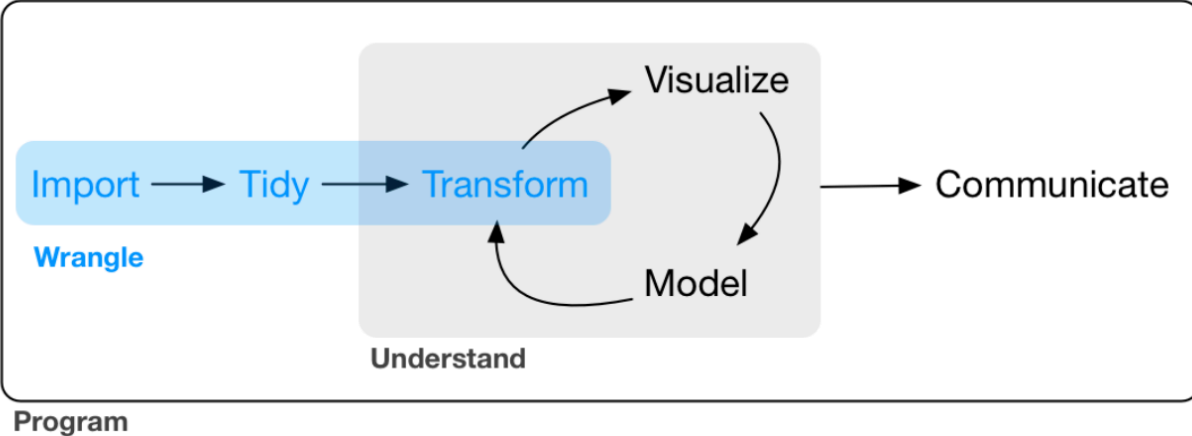 Visualize
Import Tidy Transform Communicate
Wrangle
Model
Understand
Program